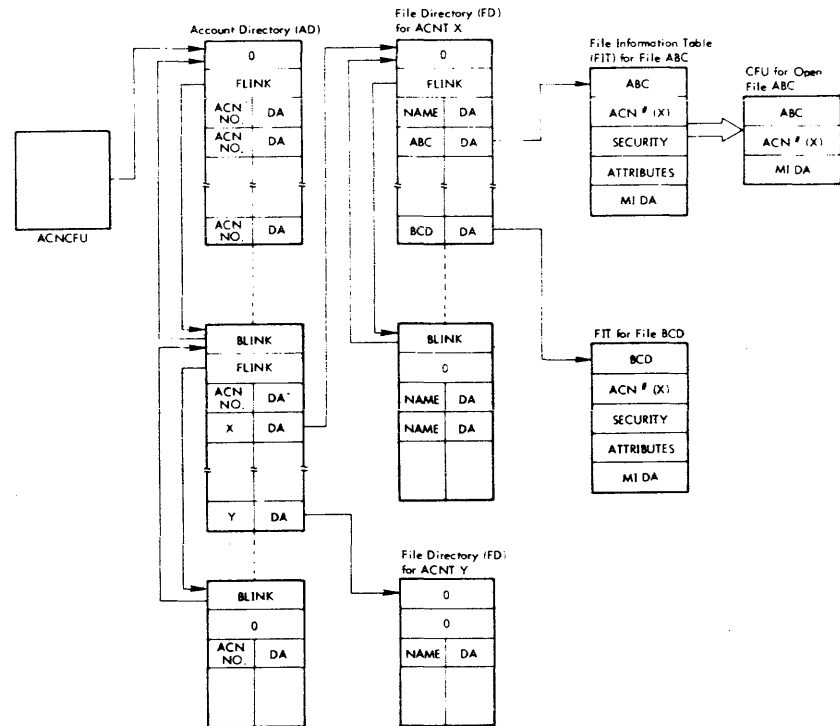 Account Directory (AD)
0
FLINK
ACN NO. DA
ACN NO. DA
ACN NO. DA
BLINK
FLINK
ACN NO. DA
X DA
Y DA
BLINK
0
ACN NO. DA
ACNCFU
File Directory (FD)
for ACNT X
0
FLINK
NAME DA
ABC DA
BCD DA
BLINK
0
NAME DA
NAME DA
File Directory (FD)
for ACNT Y
0
0
NAME DA
File Information Table
(FIT) for File ABC
ABC
ACN # (X)
SECURITY
ATTRIBUTES
MI DA
CFU for Open
File ABC
ABC
ACN # (X)
MI DA
FIT for File BCD
BCD
ACN # (X)
SECURITY
ATTRIBUTES
MI DA